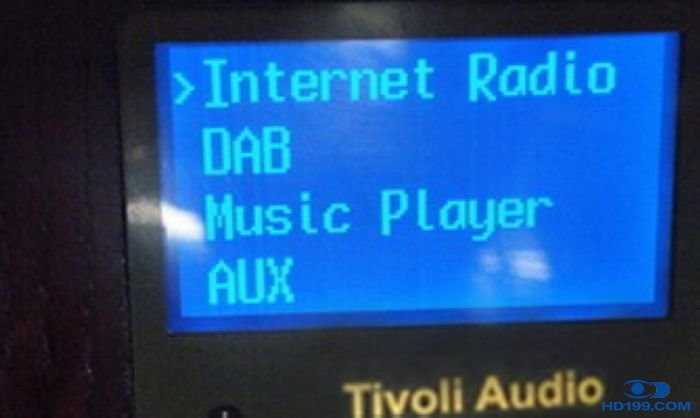 >Internet Radio
DAB
Music Player
AUX
Tivoli Audio
HD199.COM